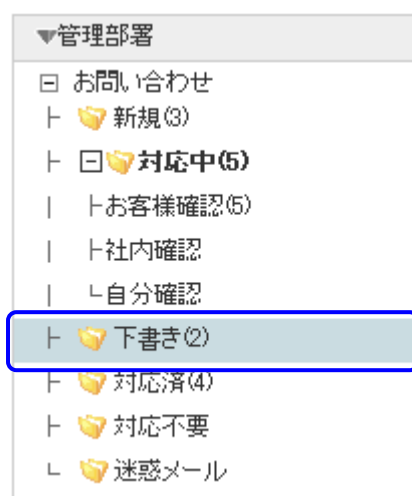 ▼管理部署
お問い合わせ
新規(3)
対応中(5)
お客様確認(5)
社内確認
自分確認
下書き(2)
対応済(4)
対応不要
迷惑メール